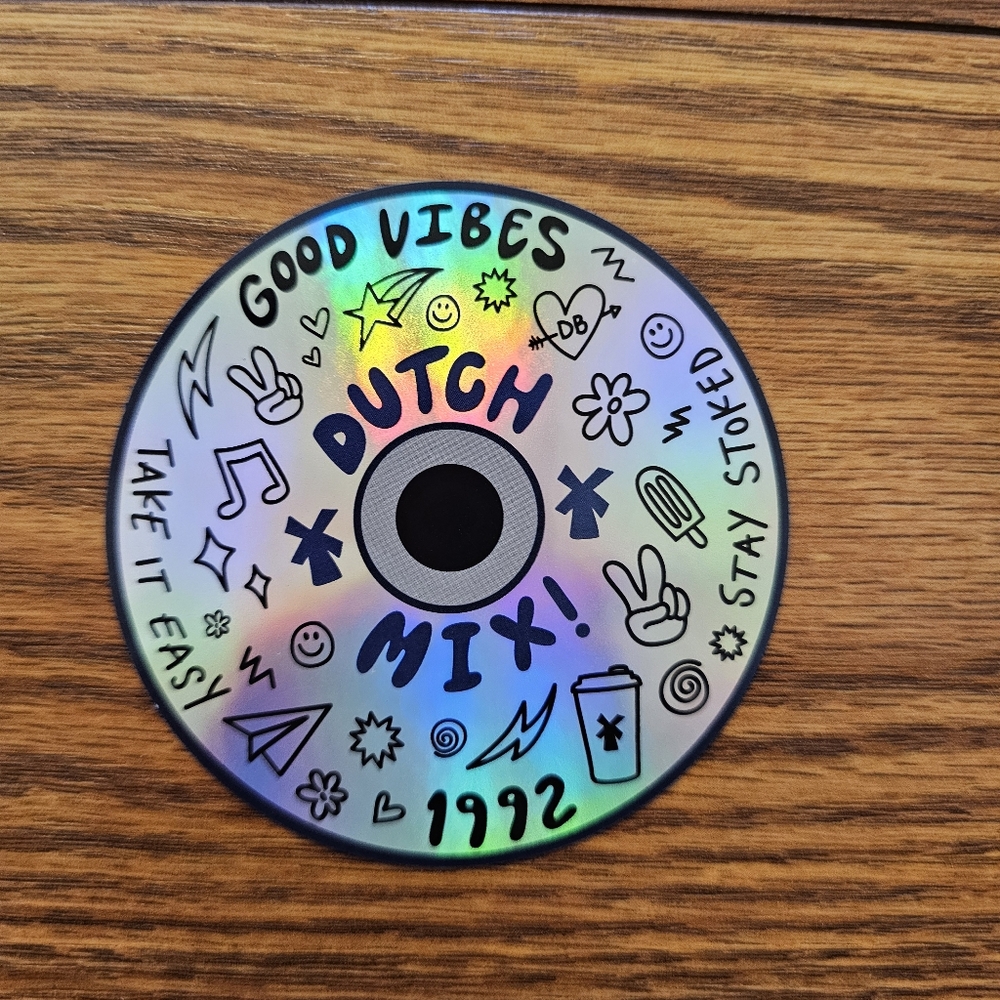 GOOD VIBES
DB
DUTCH
STAY STOKED
TAKE IT EASY
MIX!
1992